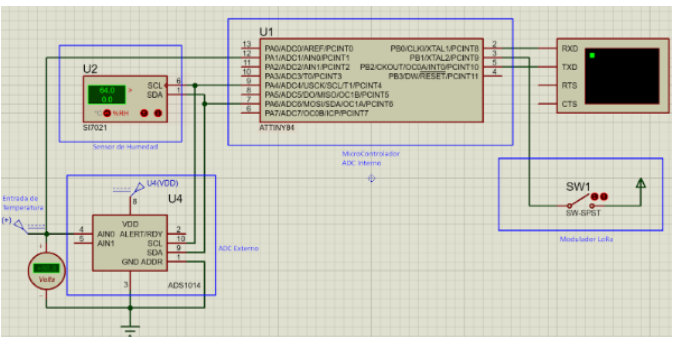 U1
13
12
11
10
9
8
7
6
PA0/ADC0/AREF/PCINT0
PA1/ADC1/AIN0/PCINT1
PA2/ADC2/AIN1/PCINT2
PA3/ADC3/T0/PCINT3
PA4/ADC4/USCK/SCL/T1/PCINT4
PA5/ADC5/DO/MISO/OC1B/PCINT5
PA6/ADC6/MOSI/SDA/OC1A/PCINT6
PA7/ADC7/OC0B/ICP/PCINT7
PB0/CLKI/XTAL1/PCINT8
PB1/XTAL2/PCINT9
PB2/CKOUT/OC0A/INT0/PCINT10
PB3/DW/RESET/PCINT11
2
3
5
4
ATTINY84
MicroControlador
ADC Interno
RXD
TXD
RTS
CTS
U2
64.0
0.0
>
°C %RH
SCL
SDA
6
1
SI7021
Sensor de Humedad
SW1
SW-SPST
Modulador LoRa
Entrada de
Temperatura
(+)
U4(VDD)
8
U4
VDD
4
5
AIN0
AIN1
ALERT/RDY
SCL
SDA
GND ADDR
2
10
9
1
3
ADS1014
ADC Externo
+
Volts